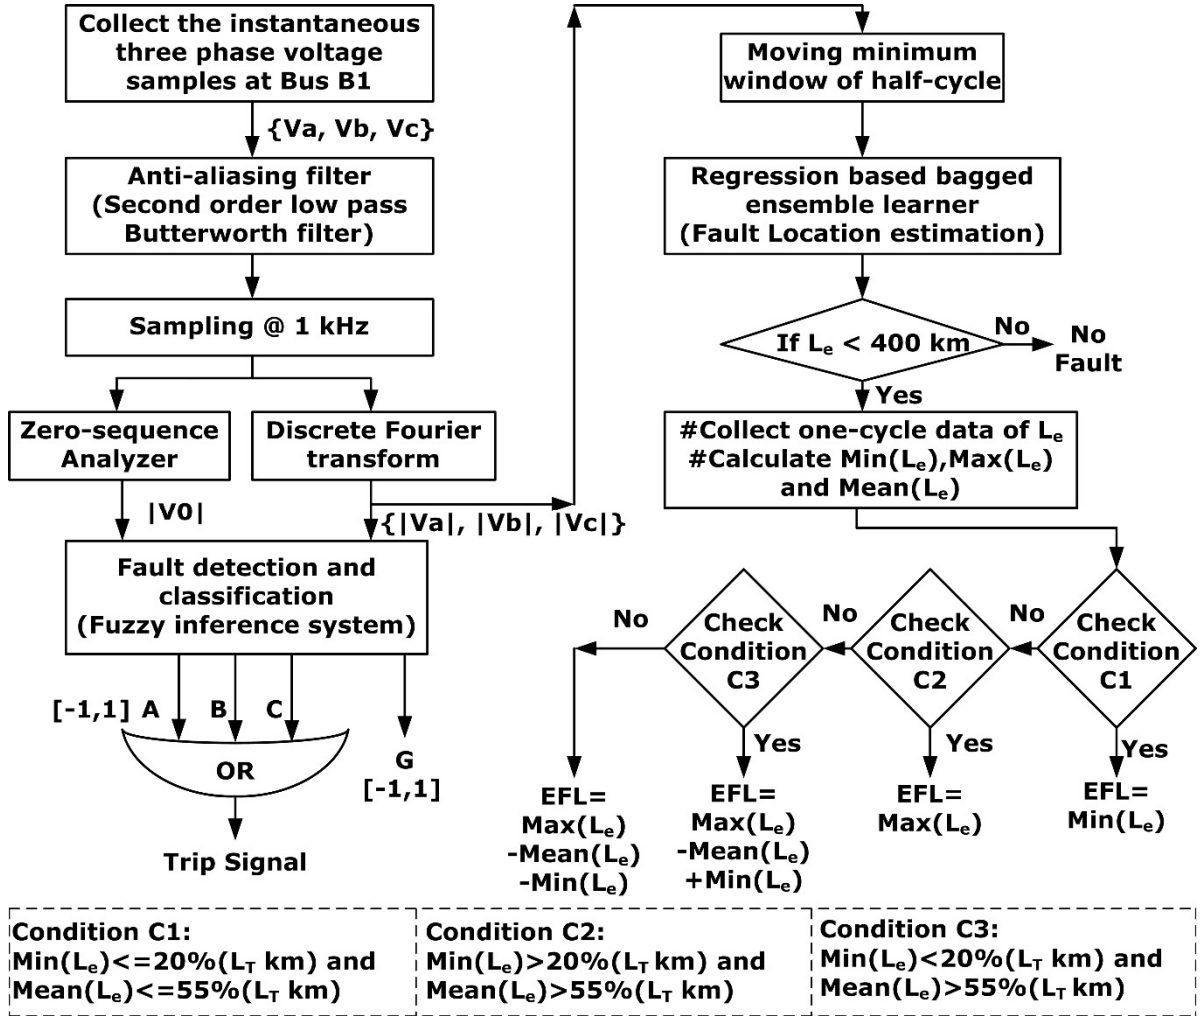 Collect the instantaneous
three phase voltage
samples at Bus B1
{Va, Vb, Vc}
Anti-aliasing filter
(Second order low pass
Butterworth filter)
Sampling @ 1 kHz
Zero-sequence
Analyzer
Discrete Fourier
transform
|V0|
{|Va|, |Vb|, |Vc|}
Fault detection and
classification
(Fuzzy inference system)
[-1,1] A B C
G
[-1,1]
OR
Trip Signal
Moving minimum
window of half-cycle
Regression based bagged
ensemble learner
(Fault Location estimation)
If Le < 400 km
No
No
Fault
Yes
#Collect one-cycle data of Le
#Calculate Min(Le),Max(Le)
and Mean(Le)
Check
Condition
C1
No
Yes
EFL=
Min(Le)
Check
Condition
C2
No
Yes
EFL=
Max(Le)
Check
Condition
C3
No
Yes
EFL=
Max(Le)
-Mean(Le)
+Min(Le)
EFL=
Max(Le)
-Mean(Le)
-Min(Le)
Condition C1:
Min(Le)<=20%(LT km) and
Mean(Le)<=55%(LT km)
Condition C2:
Min(Le)>20%(LT km) and
Mean(Le)>55%(LT km)
Condition C3:
Min(Le)<20%(LT km) and
Mean(Le)>55%(LT km)